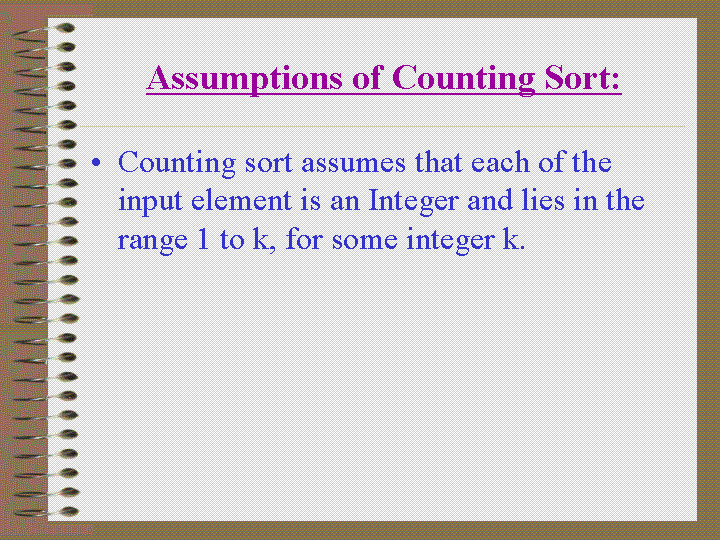 Assumptions of Counting Sort:
• Counting sort assumes that each of the
input element is an Integer and lies in the
range 1 to k, for some integer k.